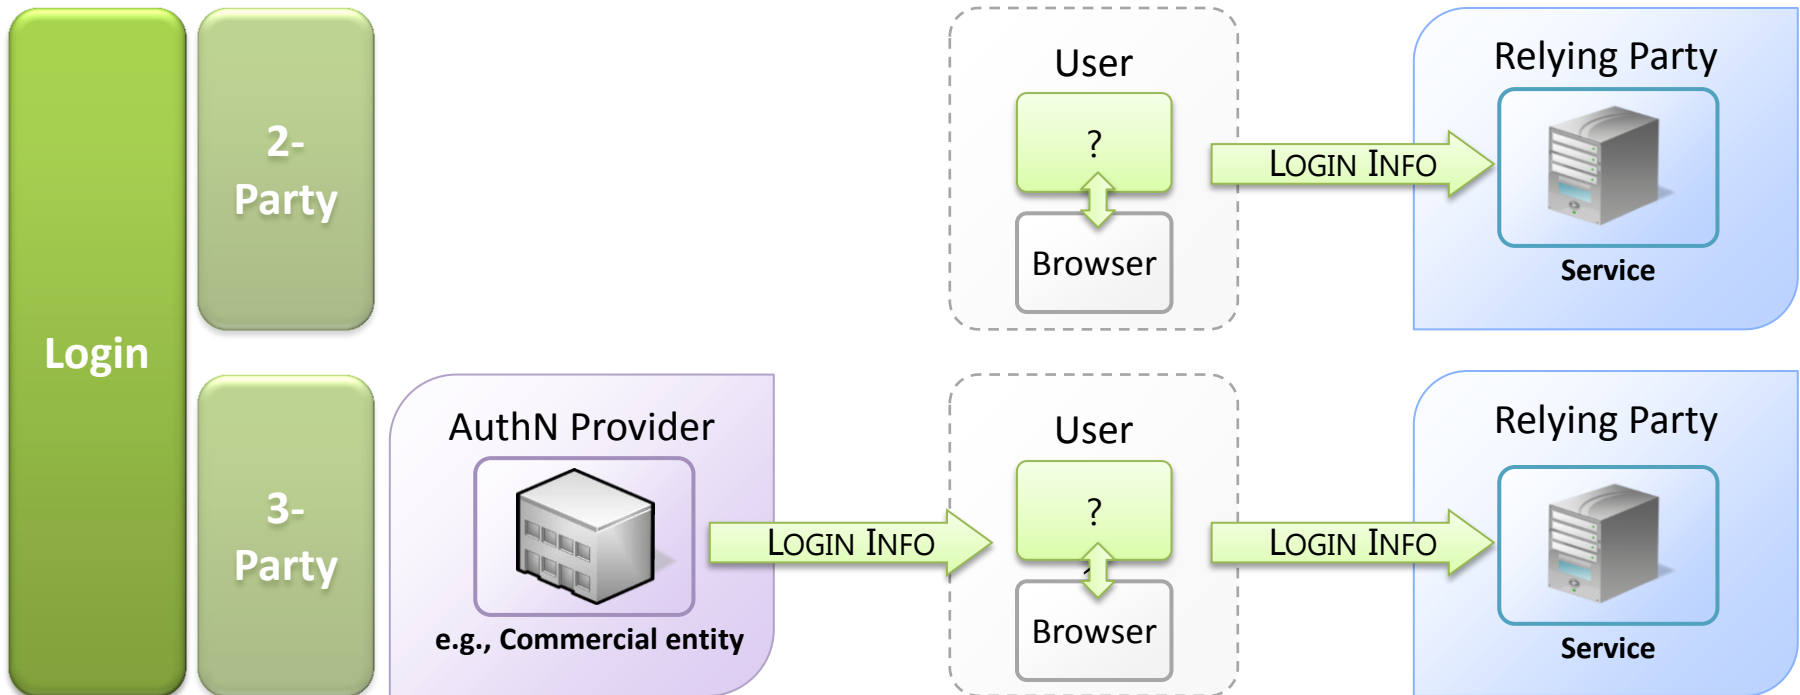 Login
2-
Party
User
?
Browser
LOGIN INFO
Relying Party
Service
3-
Party
AuthN Provider
e.g., Commercial entity
LOGIN INFO
User
?
Browser
LOGIN INFO
Relying Party
Service